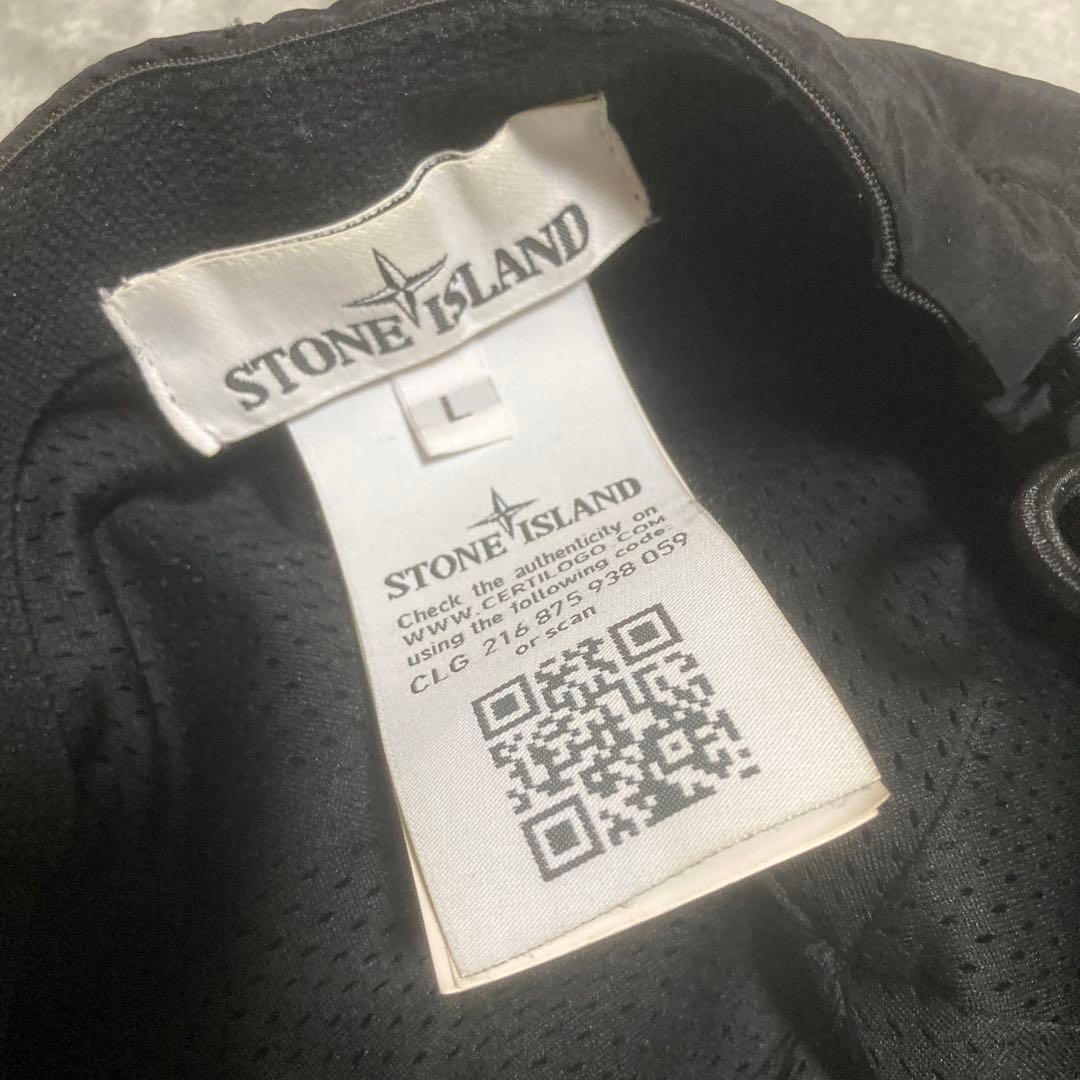 STONE ISLAND
L
STONE ISLAND
Check the authenticity on
WWW.CERTILOGO.COM
using the following code:
CLG 216 875 938 059
or scan